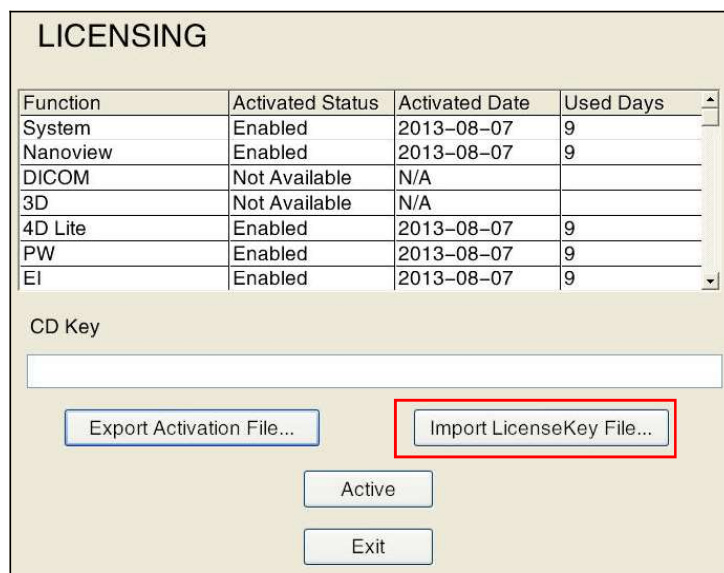 LICENSING
Function Activated Status Activated Date Used Days
System Enabled 2013-08-07 9
Nanoview Enabled 2013-08-07 9
DICOM Not Available N/A
3D Not Available N/A
4D Lite Enabled 2013-08-07 9
PW Enabled 2013-08-07 9
EI Enabled 2013-08-07 9
CD Key
Export Activation File... Import LicenseKey File...
Active
Exit